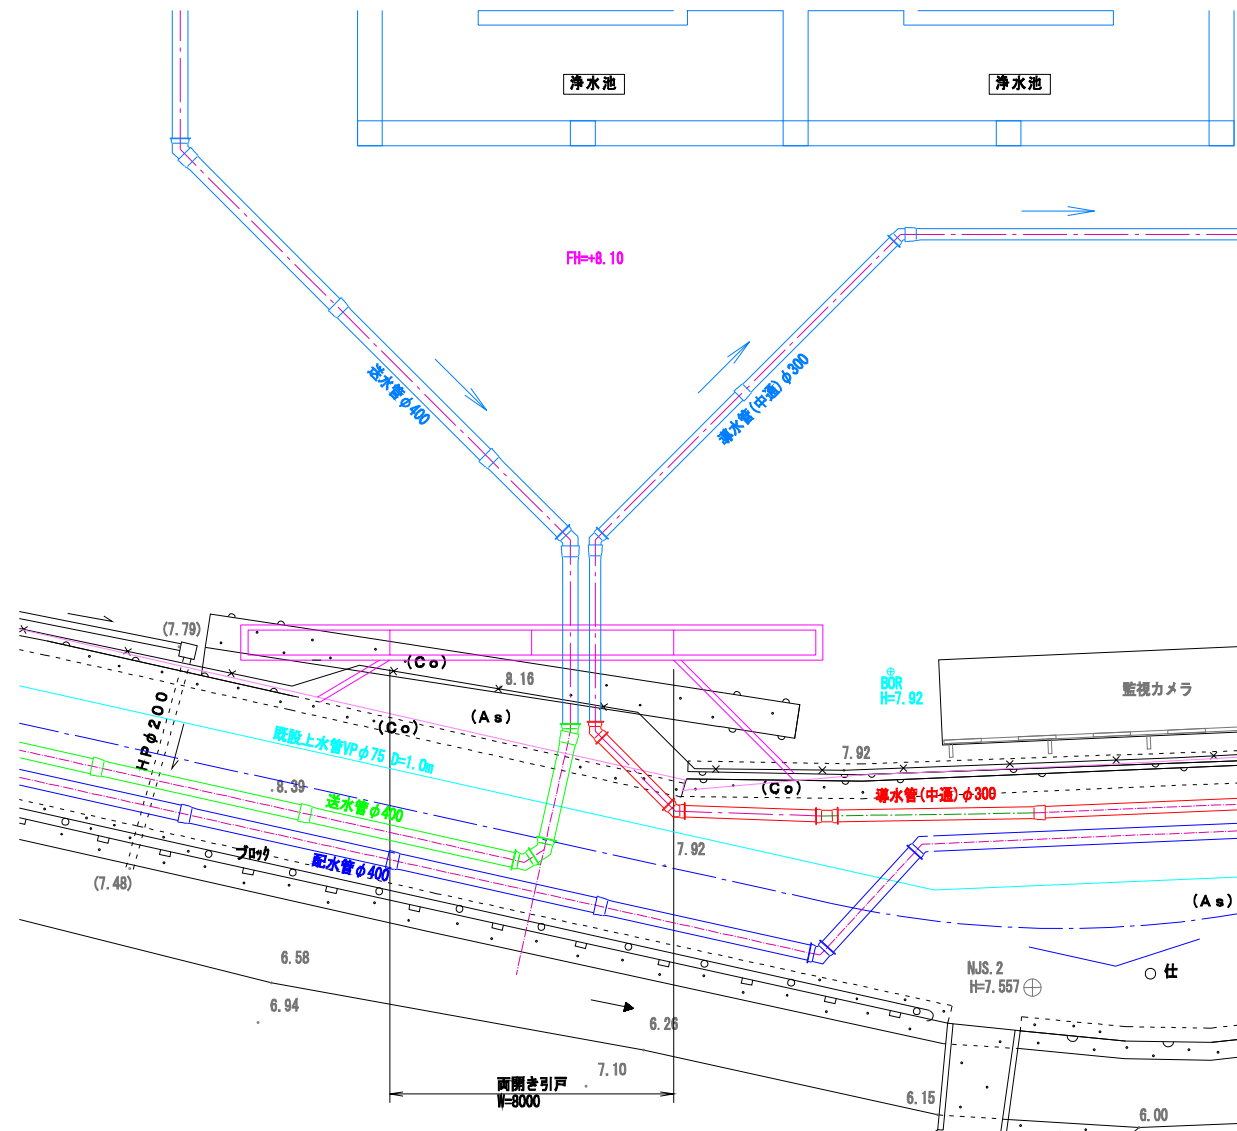 浄水池
浄水池
FH=+8.10
送水管φ400
導水管(中通)φ300
(7.79)
(Co)
8.16
(As)
(Co)
BOR
H=7.92
監視カメラ
HPφ200
既設上水管VPφ75 D=1.0m
7.92
8.39
(Co)
送水管φ400
導水管(中通)φ300
7.92
ブロック
配水管φ400
(7.48)
(As)
6.58
NJS.2
H=7.557
仕
6.94
6.26
7.10
両開き引戸
W=8000
6.15
6.00